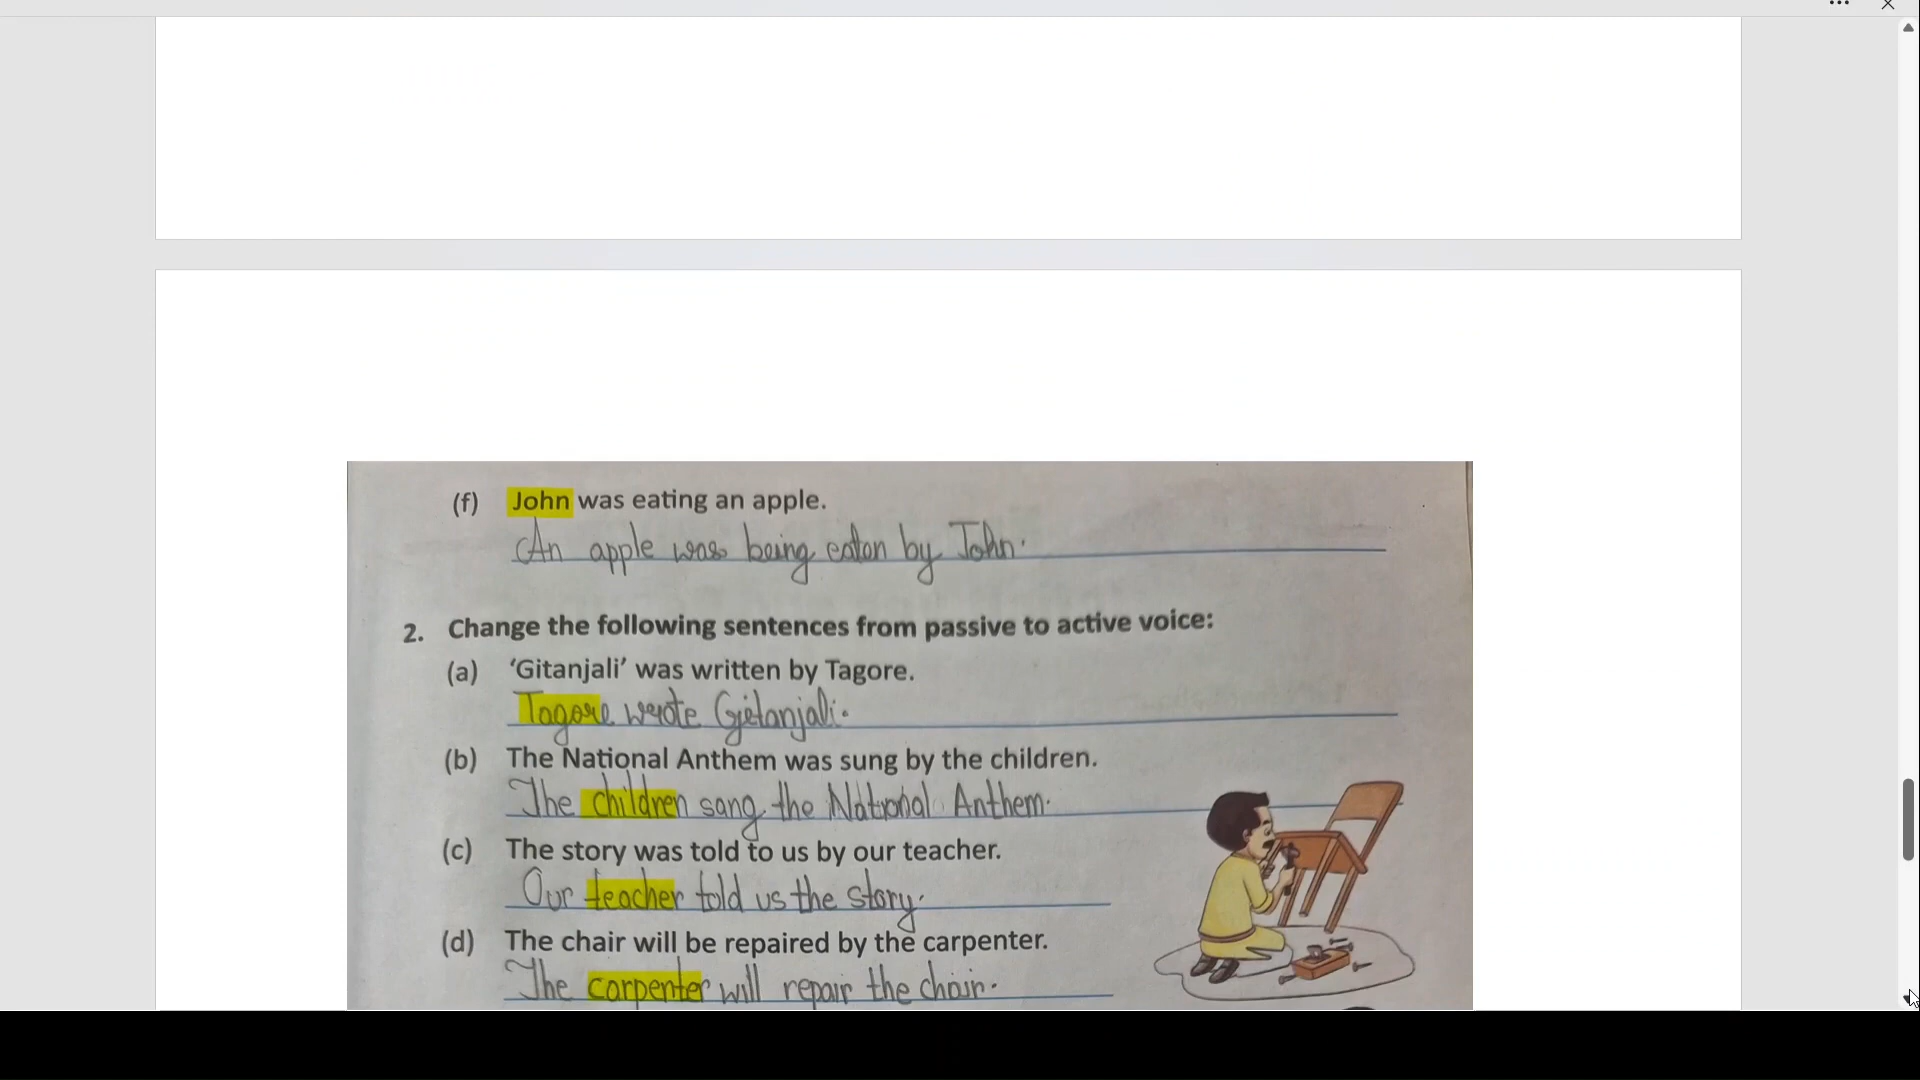 (f) John was eating an apple.
An apple was being eaten by John.
2. Change the following sentences from passive to active voice:
(a) ‘Gitanjali’ was written by Tagore.
Tagore wrote Gitanjali.
(b) The National Anthem was sung by the children.
The children sang the National Anthem.
(c) The story was told to us by our teacher.
Our teacher told us the story.
(d) The chair will be repaired by the carpenter.
The carpenter will repair the chair.